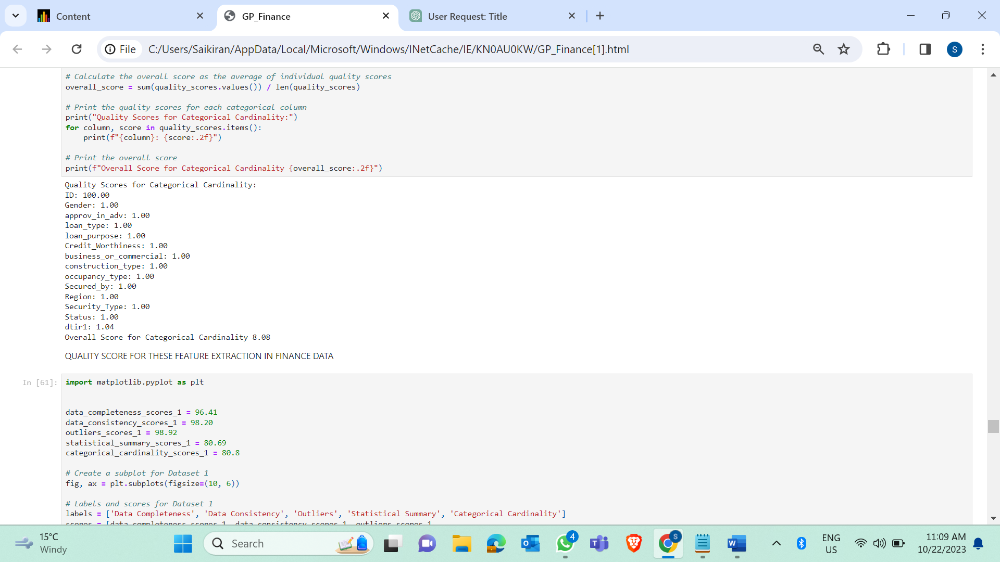 Content
GP_Finance
User Request: Title
File
C:/Users/Saikiran/AppData/Local/Microsoft/Windows/INetCache/IE/KN0AU0KW/GP_Finance[1].html
S
# Calculate the overall score as the average of individual quality scores
overall_score = sum(quality_scores.values()) / len(quality_scores)
# Print the quality scores for each categorical column
print("Quality Scores for Categorical Cardinality:")
for column, score in quality_scores.items():
    print(f"{column}: {score:.2f}")
# Print the overall score
print(f"Overall Score for Categorical Cardinality {overall_score:.2f}")
Quality Scores for Categorical Cardinality:
ID: 100.00
Gender: 1.00
approv_in_adv: 1.00
loan_type: 1.00
loan_purpose: 1.00
Credit_Worthiness: 1.00
business_or_commercial: 1.00
construction_type: 1.00
occupancy_type: 1.00
Secured_by: 1.00
Region: 1.00
Security_Type: 1.00
Status: 1.00
dtir1: 1.04
Overall Score for Categorical Cardinality 8.08
QUALITY SCORE FOR THESE FEATURE EXTRACTION IN FINANCE DATA
In [61]:
import matplotlib.pyplot as plt
data_completeness_scores_1 = 96.41
data_consistency_scores_1 = 98.20
outliers_scores_1 = 98.92
statistical_summary_scores_1 = 80.69
categorical_cardinality_scores_1 = 80.8
# Create a subplot for Dataset 1
fig, ax = plt.subplots(figsize=(10, 6))
# Labels and scores for Dataset 1
labels = ['Data Completeness', 'Data Consistency', 'Outliers', 'Statistical Summary', 'Categorical Cardinality']
scores = [data_completeness_scores_1, data_consistency_scores_1, outliers_scores_1,
15°C
Windy
Search
4
S
ENG
US
11:09 AM
10/22/2023